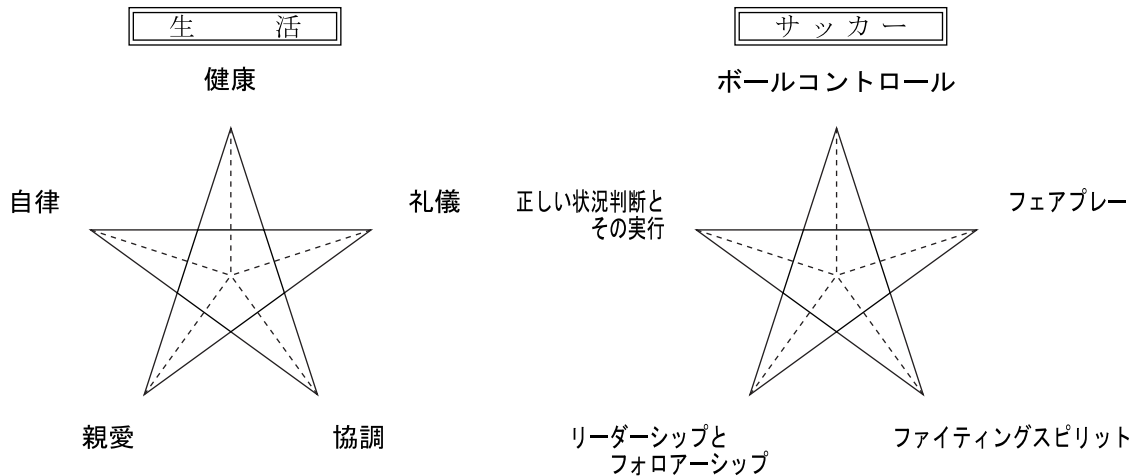 生　活
健康
自律
礼儀
親愛
協調
サッカー
ボールコントロール
正しい状況判断と
その実行
フェアプレー
リーダーシップと
フォロアーシップ
ファイティングスピリット